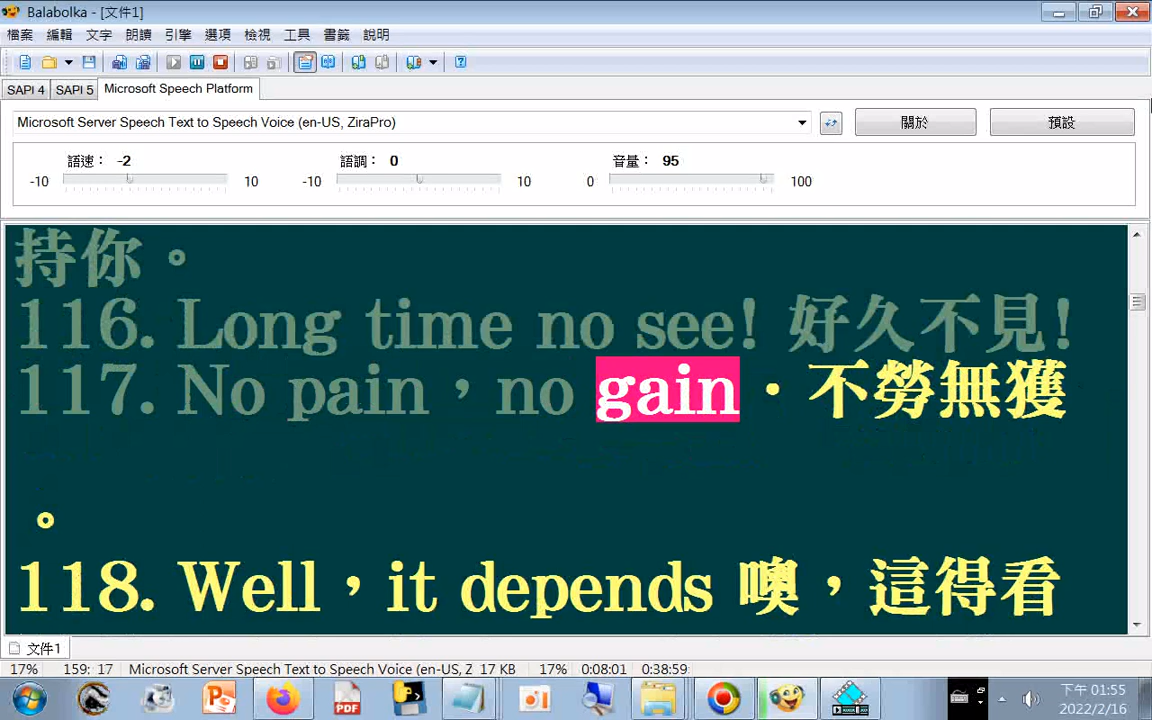 Balabolka - [文件1]
檔案 編輯 文字 朗讀 引擎 選項 檢視 工具 書籤 說明
SAPI 4 SAPI 5 Microsoft Speech Platform
Microsoft Server Speech Text to Speech Voice (en-US, ZiraPro) 關於 預設
語速： -2 語調： 0 音量： 95
-10 10 -10 10 0 100
持你。
116. Long time no see! 好久不見!
117. No pain，no gain．不勞無獲
。
118. Well，it depends 噢，這得看
文件1
17% 159: 17 Microsoft Server Speech Text to Speech Voice (en-US, Z 17 KB 17% 0:08:01 0:38:59
PDF
下午 01:55
2022/2/16